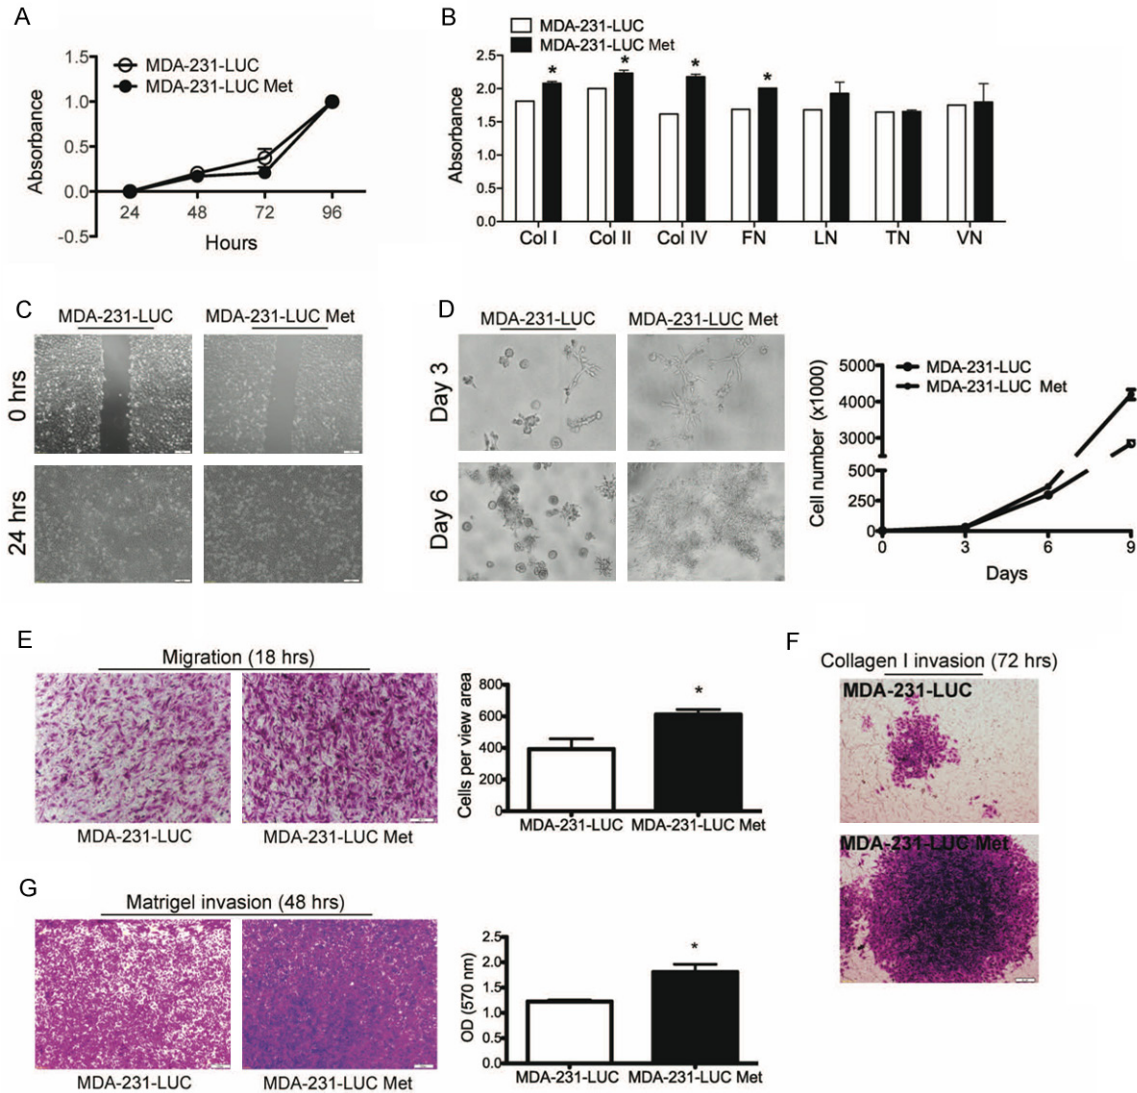 A
1.5
1.0
0.5
0.0
-0.5
Absorbance
MDA-231-LUC
MDA-231-LUC Met
24 48 72 96
Hours
B
MDA-231-LUC
MDA-231-LUC Met
2.5
2.0
1.5
1.0
0.5
0.0
Absorbance
* * * *
Col I Col II Col IV FN LN TN VN
C
MDA-231-LUC MDA-231-LUC Met
0 hrs
24 hrs
D
MDA-231-LUC MDA-231-LUC Met
Day 3
Day 6
MDA-231-LUC
MDA-231-LUC Met
5000
4000
3000
500
250
0
Cell number (x1000)
0 3 6 9
Days
E
Migration (18 hrs)
MDA-231-LUC MDA-231-LUC Met
800
600
400
200
0
Cells per view area
*
MDA-231-LUC MDA-231-LUC Met
F
Collagen I invasion (72 hrs)
MDA-231-LUC
MDA-231-LUC Met
G
Matrigel invasion (48 hrs)
MDA-231-LUC MDA-231-LUC Met
2.5
2.0
1.5
1.0
0.5
0.0
OD (570 nm)
*
MDA-231-LUC MDA-231-LUC Met